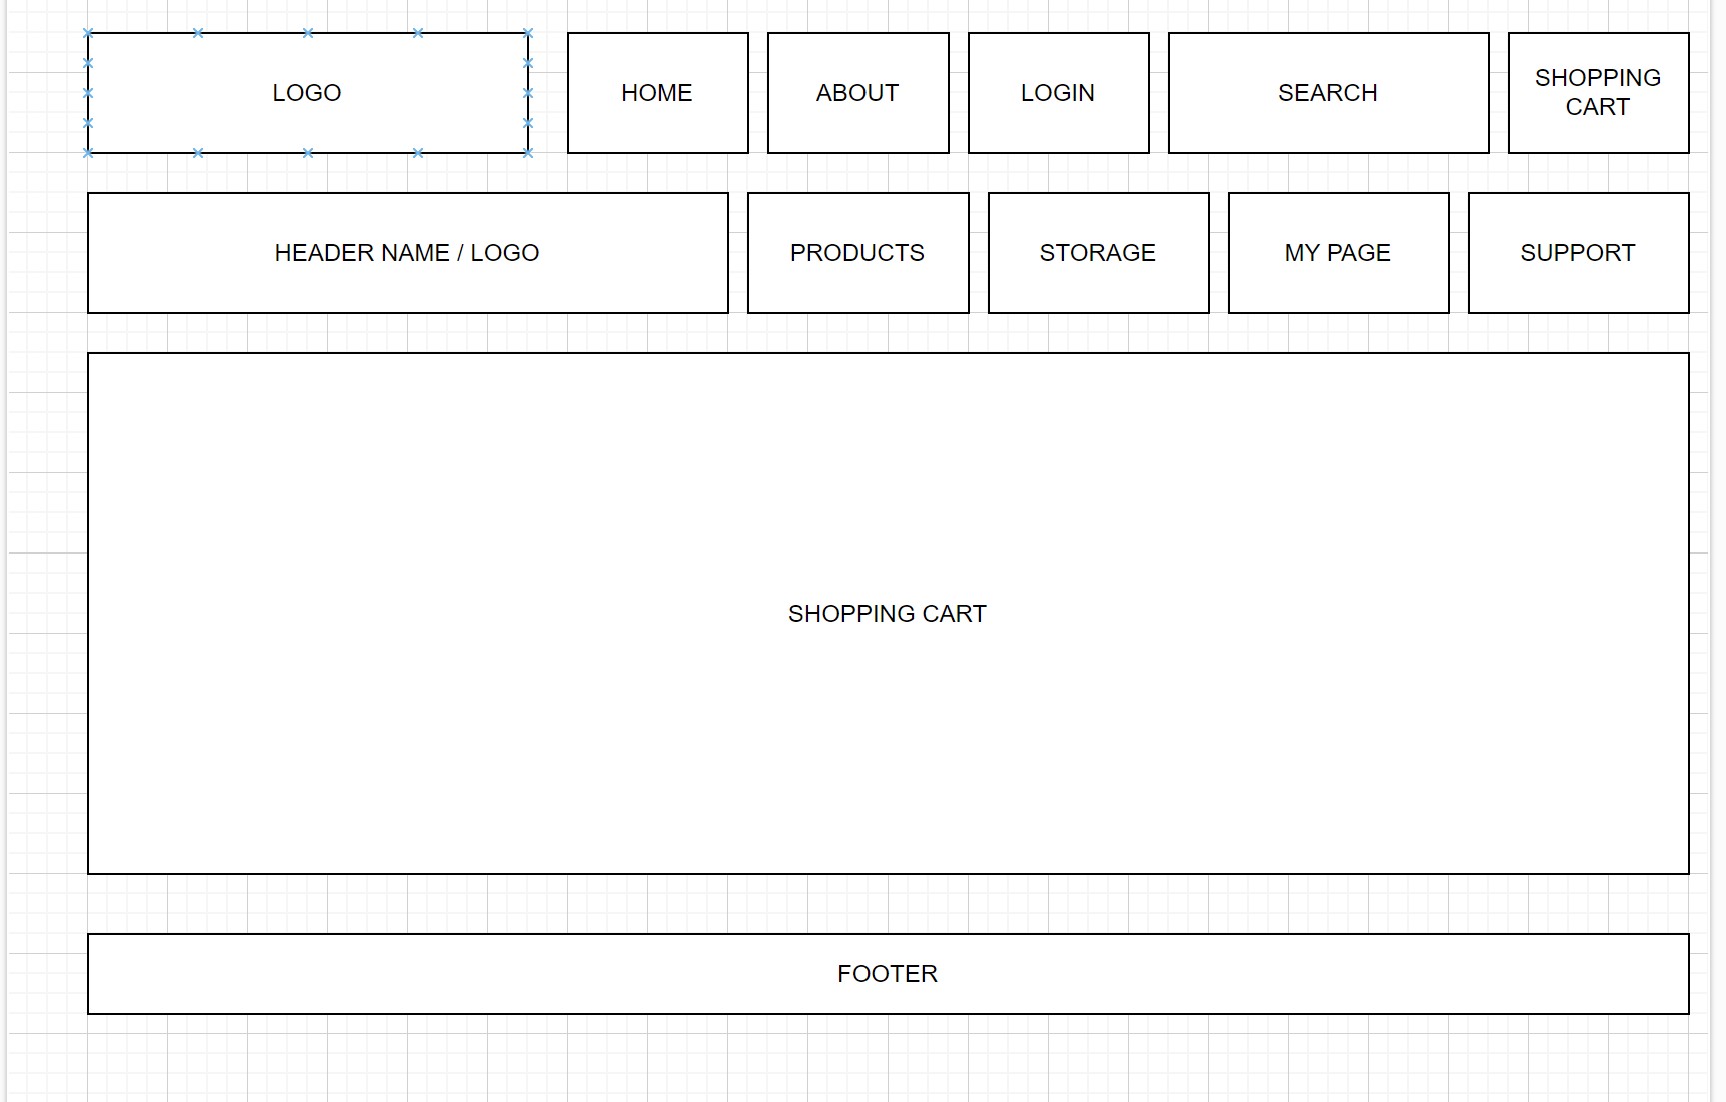 LOGO
HOME
ABOUT
LOGIN
SEARCH
SHOPPING
CART
HEADER NAME / LOGO
PRODUCTS
STORAGE
MY PAGE
SUPPORT
SHOPPING CART
FOOTER